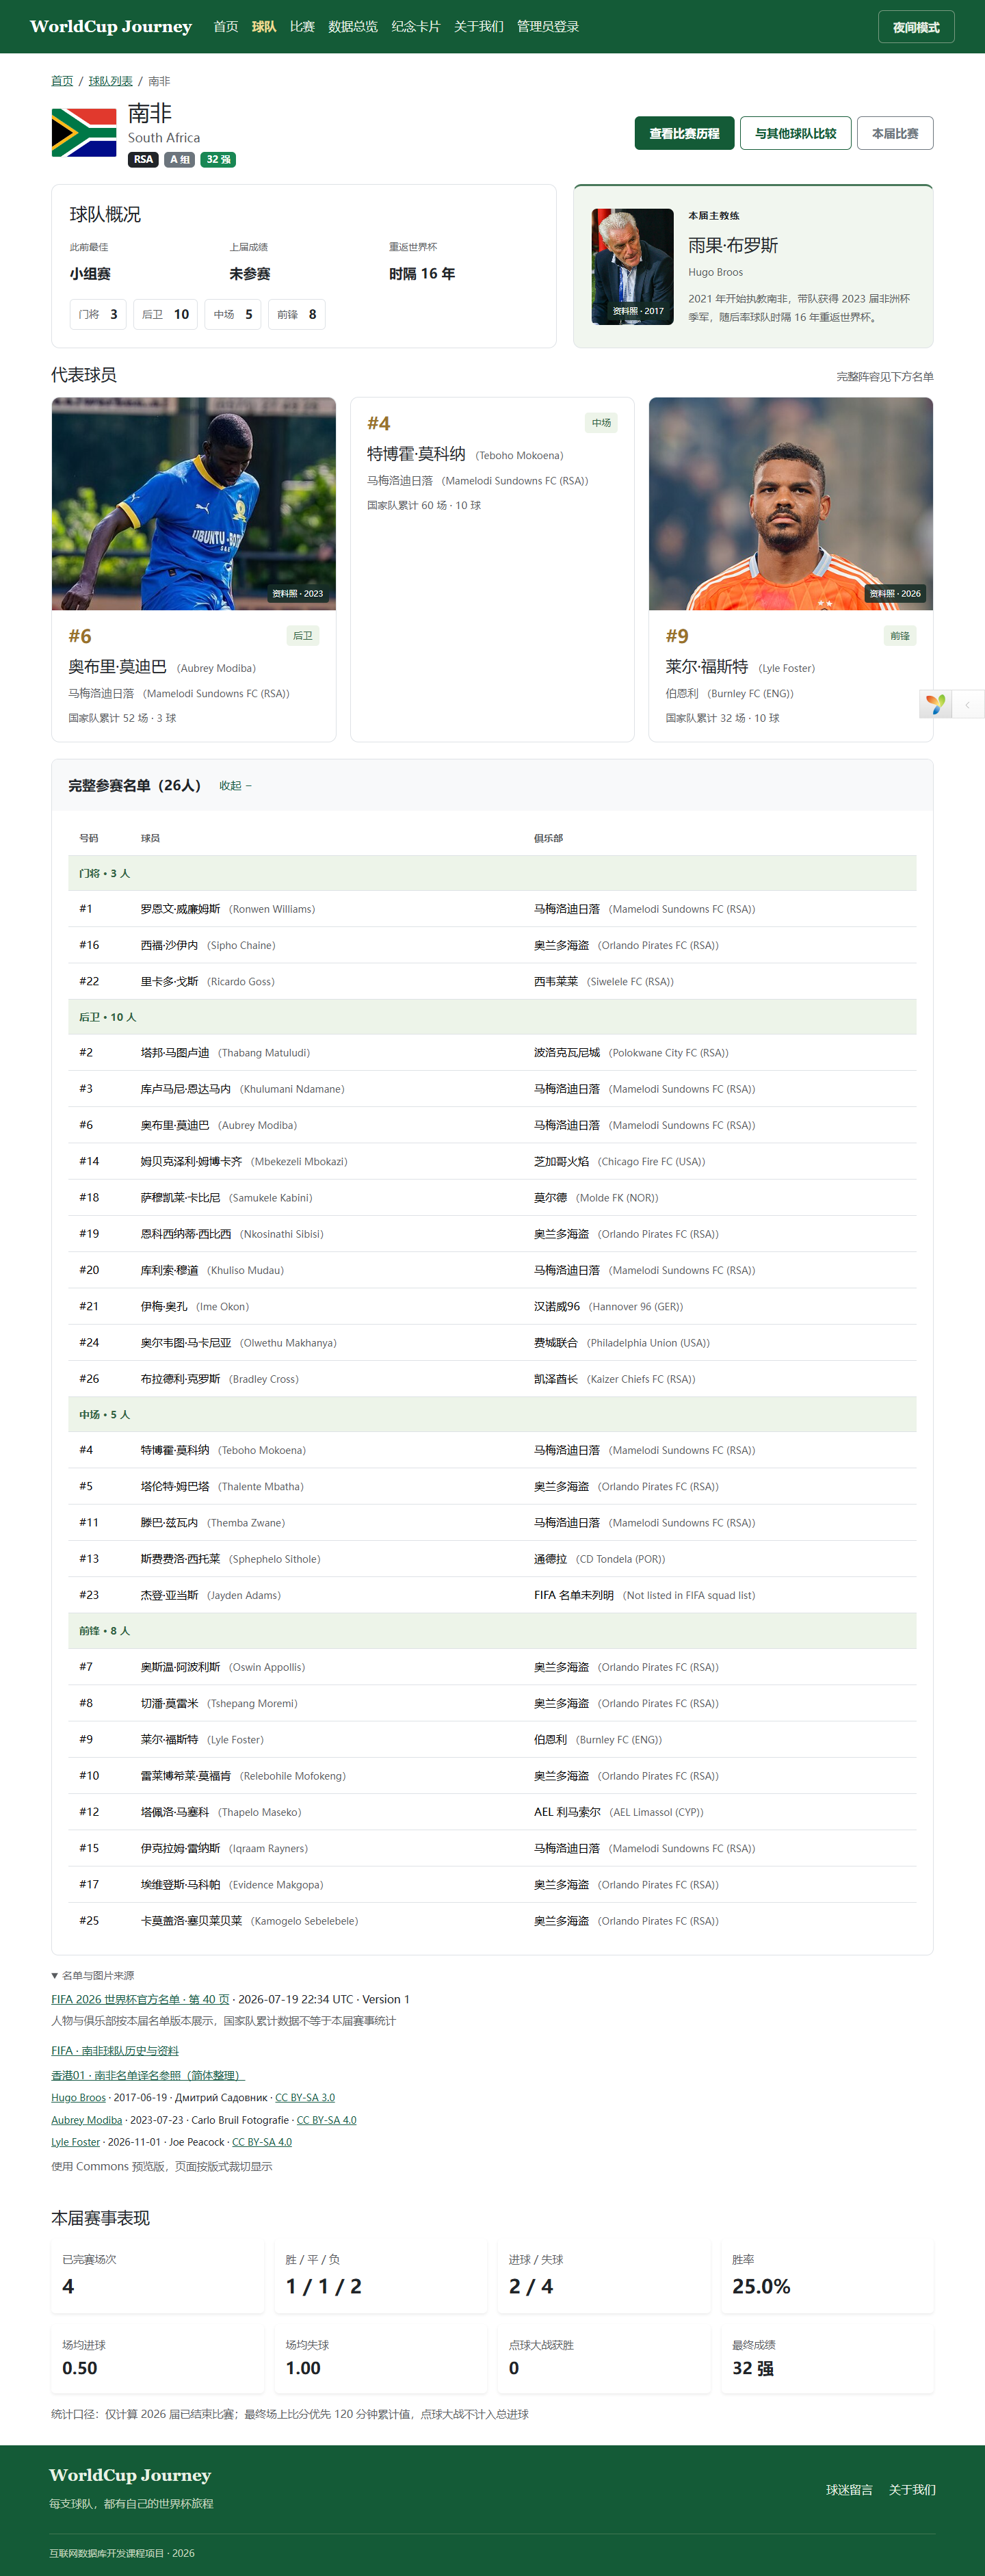 WorldCup Journey 首页 球队 比赛 数据总览 纪念卡片 关于我们 管理员登录 夜间模式
首页 / 球队列表 / 南非
南非
South Africa
RSA A 组 32 强
查看比赛历程 与其他球队比较 本届比赛
球队概况
此前最佳 上届成绩 重返世界杯
小组赛 未参赛 时隔 16 年
门将 3 后卫 10 中场 5 前锋 8
本届主教练
雨果·布罗斯
Hugo Broos
2021 年开始执教南非，带队获得 2023 届非洲杯
季军，随后率球队时隔 16 年重返世界杯。
资料照 · 2017
代表球员
完整阵容见下方名单
UBUNTU-BOTHO
资料照 · 2023
#6 后卫
奥布里·莫迪巴 （Aubrey Modiba）
马梅洛迪日落 （Mamelodi Sundowns FC (RSA)）
国家队累计 52 场 · 3 球
#4 中场
特博霍·莫科纳 （Teboho Mokoena）
马梅洛迪日落 （Mamelodi Sundowns FC (RSA)）
国家队累计 60 场 · 10 球
资料照 · 2026
#9 前锋
莱尔·福斯特 （Lyle Foster）
伯恩利 （Burnley FC (ENG)）
国家队累计 32 场 · 10 球
完整参赛名单（26人） 收起 −
号码 球员 俱乐部
门将 • 3 人
#1 罗恩文·威廉姆斯 （Ronwen Williams） 马梅洛迪日落 （Mamelodi Sundowns FC (RSA)）
#16 西福·沙伊内 （Sipho Chaine） 奥兰多海盗 （Orlando Pirates FC (RSA)）
#22 里卡多·戈斯 （Ricardo Goss） 西韦莱莱 （Siwelele FC (RSA)）
后卫 • 10 人
#2 塔邦·马图卢迪 （Thabang Matuludi） 波洛克瓦尼城 （Polokwane City FC (RSA)）
#3 库卢马尼·恩达马内 （Khulumani Ndamane） 马梅洛迪日落 （Mamelodi Sundowns FC (RSA)）
#6 奥布里·莫迪巴 （Aubrey Modiba） 马梅洛迪日落 （Mamelodi Sundowns FC (RSA)）
#14 姆贝克泽利·姆博卡齐 （Mbekezeli Mbokazi） 芝加哥火焰 （Chicago Fire FC (USA)）
#18 萨穆凯莱·卡比尼 （Samukele Kabini） 莫尔德 （Molde FK (NOR)）
#19 恩科西纳蒂·西比西 （Nkosinathi Sibisi） 奥兰多海盗 （Orlando Pirates FC (RSA)）
#20 库利索·穆道 （Khuliso Mudau） 马梅洛迪日落 （Mamelodi Sundowns FC (RSA)）
#21 伊梅·奥孔 （Ime Okon） 汉诺威96 （Hannover 96 (GER)）
#24 奥尔韦图·马卡尼亚 （Olwethu Makhanya） 费城联合 （Philadelphia Union (USA)）
#26 布拉德利·克罗斯 （Bradley Cross） 凯泽酋长 （Kaizer Chiefs FC (RSA)）
中场 • 5 人
#4 特博霍·莫科纳 （Teboho Mokoena） 马梅洛迪日落 （Mamelodi Sundowns FC (RSA)）
#5 塔伦特·姆巴塔 （Thalente Mbatha） 奥兰多海盗 （Orlando Pirates FC (RSA)）
#11 滕巴·兹瓦内 （Themba Zwane） 马梅洛迪日落 （Mamelodi Sundowns FC (RSA)）
#13 斯费费洛·西托莱 （Sphephelo Sithole） 通德拉 （CD Tondela (POR)）
#23 杰登·亚当斯 （Jayden Adams） FIFA 名单未列明 （Not listed in FIFA squad list）
前锋 • 8 人
#7 奥斯温·阿波利斯 （Oswin Appollis） 奥兰多海盗 （Orlando Pirates FC (RSA)）
#8 切潘·莫雷米 （Tshepang Moremi） 奥兰多海盗 （Orlando Pirates FC (RSA)）
#9 莱尔·福斯特 （Lyle Foster） 伯恩利 （Burnley FC (ENG)）
#10 雷莱博希莱·莫福肯 （Relebohile Mofokeng） 奥兰多海盗 （Orlando Pirates FC (RSA)）
#12 塔佩洛·马塞科 （Thapelo Maseko） AEL 利马索尔 （AEL Limassol (CYP)）
#15 伊克拉姆·雷纳斯 （Iqraam Rayners） 马梅洛迪日落 （Mamelodi Sundowns FC (RSA)）
#17 埃维登斯·马科帕 （Evidence Makgopa） 奥兰多海盗 （Orlando Pirates FC (RSA)）
#25 卡莫盖洛·塞贝莱贝莱 （Kamogelo Sebelebele） 奥兰多海盗 （Orlando Pirates FC (RSA)）
▼ 名单与图片来源
FIFA 2026 世界杯官方名单 · 第 40 页 · 2026-07-19 22:34 UTC · Version 1
人物与俱乐部按本届名单版本展示，国家队累计数据不等于本届赛事统计
FIFA · 南非球队历史与资料
香港01 · 南非名单译名参照（简体整理）
Hugo Broos · 2017-06-19 · Дмитрий Садовник · CC BY-SA 3.0
Aubrey Modiba · 2023-07-23 · Carlo Bruil Fotografie · CC BY-SA 4.0
Lyle Foster · 2026-11-01 · Joe Peacock · CC BY-SA 4.0
使用 Commons 预览版，页面按版式裁切显示
本届赛事表现
已完赛场次 胜 / 平 / 负 进球 / 失球 胜率
4 1 / 1 / 2 2 / 4 25.0%
场均进球 场均失球 点球大战获胜 最终成绩
0.50 1.00 0 32 强
统计口径：仅计算 2026 届已结束比赛；最终场上比分优先 120 分钟累计值，点球大战不计入总进球
WorldCup Journey
每支球队，都有自己的世界杯旅程
球迷留言 关于我们
互联网数据库开发课程项目 · 2026